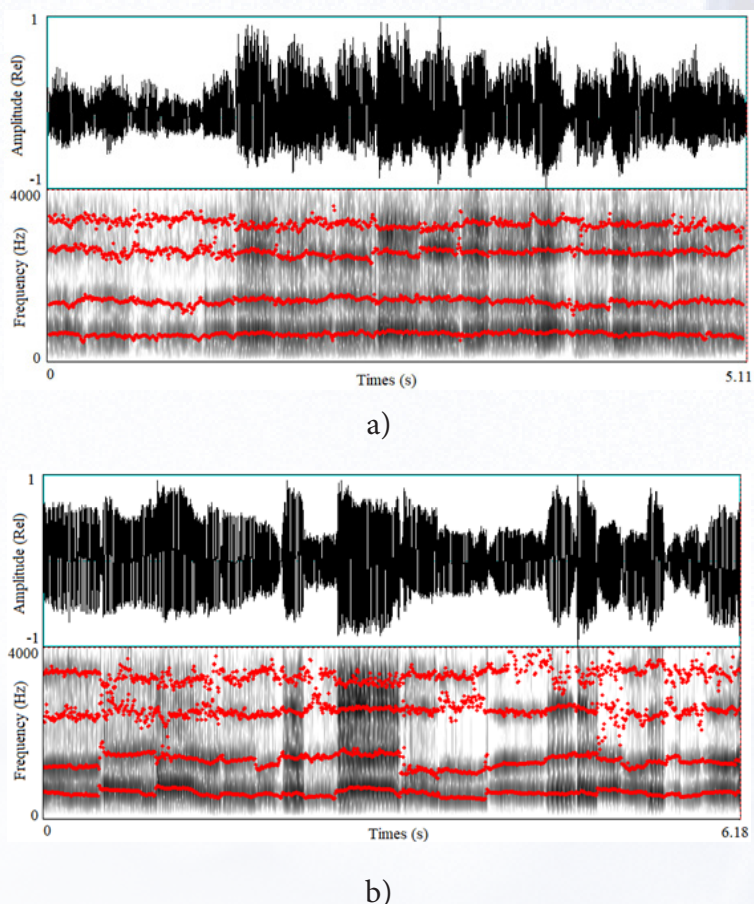 1
Amplitude (Rel)
-1
4000
Frequency (Hz)
0
0
5.11
Times (s)
a)
1
Amplitude (Rel)
-1
4000
Frequency (Hz)
0
0
Times (s)
6.18
b)